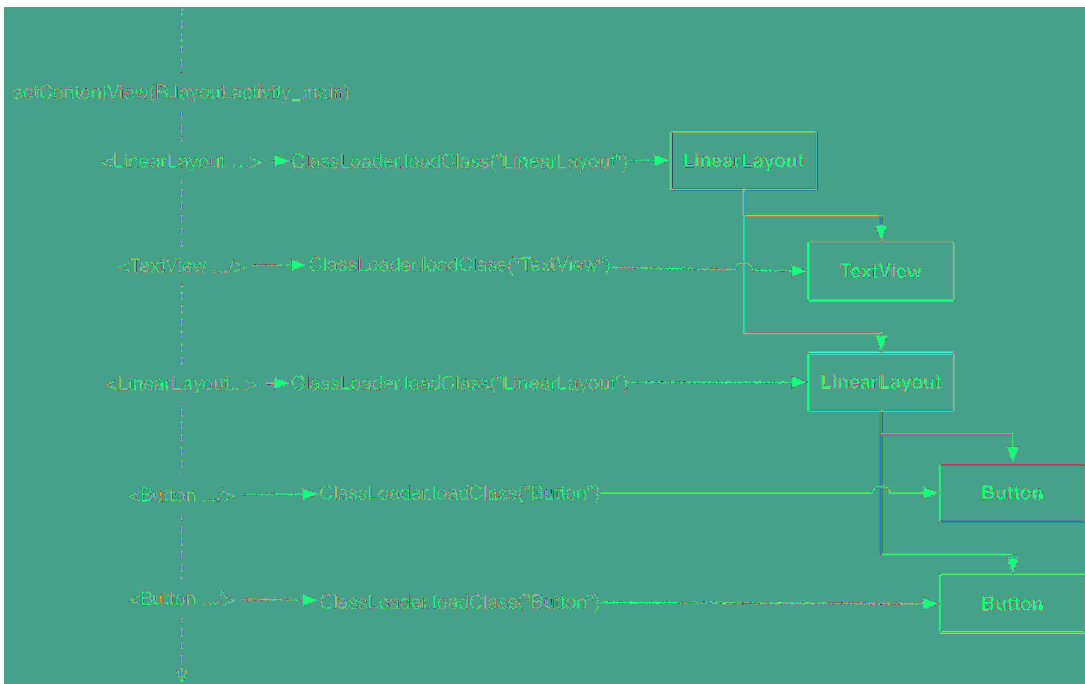 setContentView(R.layout.activity_main)
<LinearLayout ...> ClassLoader.loadClass("LinearLayout") LinearLayout
<TextView .../> ClassLoader.loadClass("TextView") TextView
<LinearLayout...> ClassLoader.loadClass("LinearLayout") LinearLayout
<Button .../> ClassLoader.loadClass("Button") Button
<Button .../> ClassLoader.loadClass("Button") Button